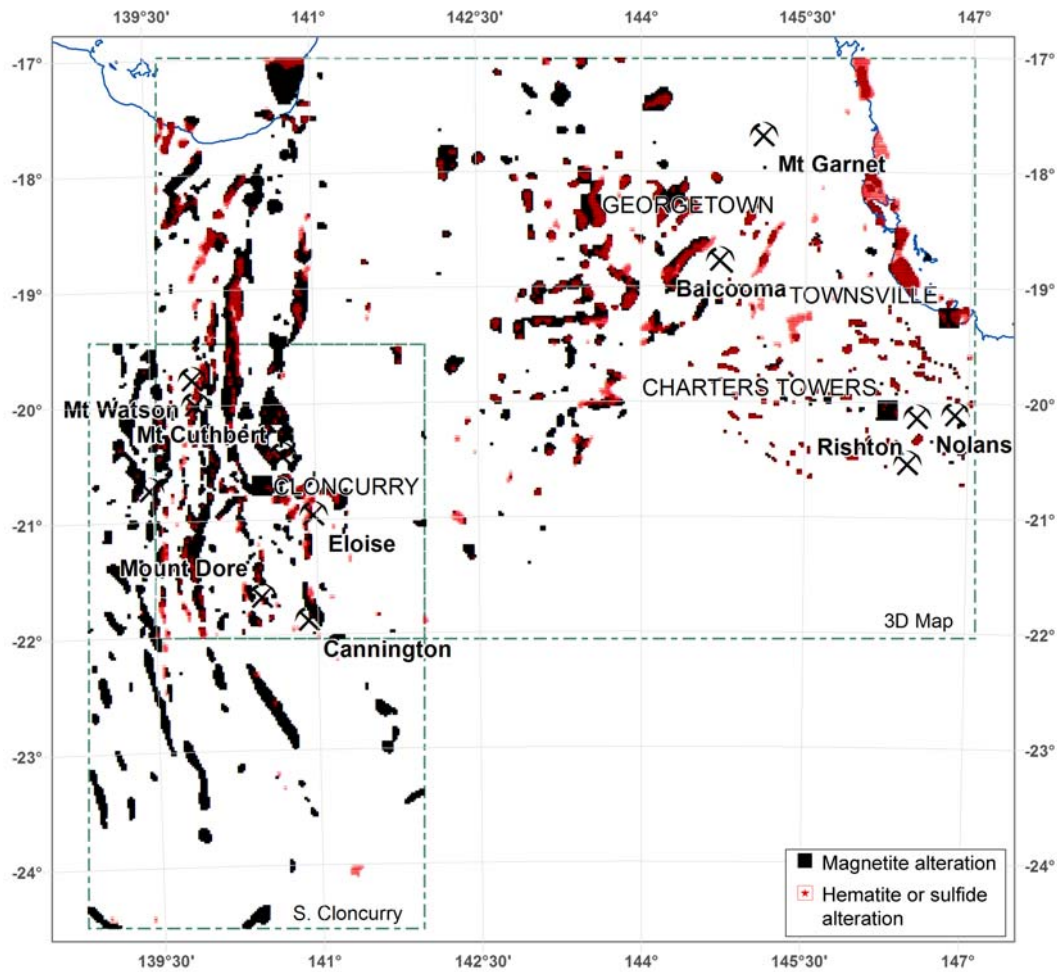 139°30' 141° 142°30' 144° 145°30' 147°
-17° -17°
Mt Garnet
-18° -18°
GEORGETOWN
Balcooma TOWNSVILLE
-19° -19°
CHARTERS TOWERS
-20° -20°
Mt Watson
Mt Cuthbert
Rishton Nolans
CLONCURRY
-21° -21°
Eloise
Mount Dore
3D Map
-22° -22°
Cannington
-23° -23°
-24° -24°
Magnetite alteration
Hematite or sulfide
alteration
S. Cloncurry
139°30' 141° 142°30' 144° 145°30' 147°